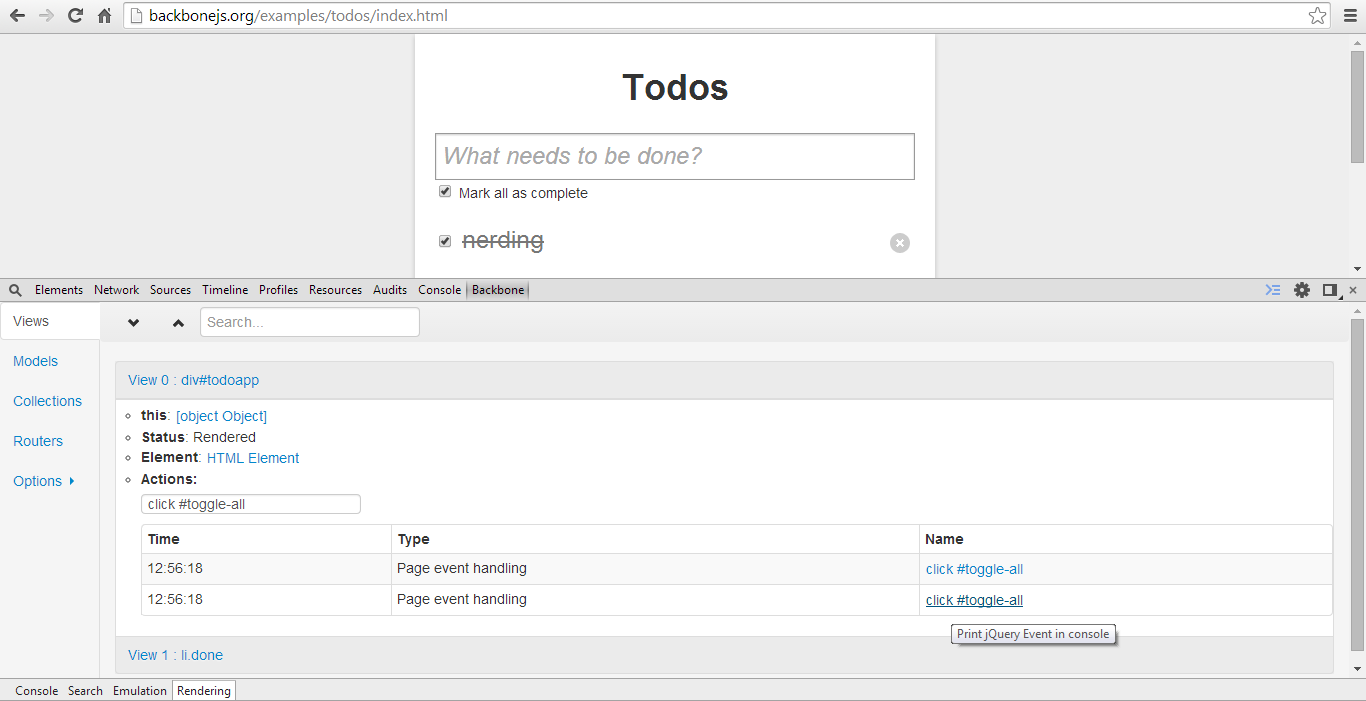 backbonejs.org/examples/todos/index.html
Todos
What needs to be done?
Mark all as complete
nerding
Elements Network Sources Timeline Profiles Resources Audits Console Backbone
Views
Search...
Models
Collections
Routers
Options
View 0 : div#todoapp
this: [object Object]
Status: Rendered
Element: HTML Element
Actions:
click #toggle-all
Time Type Name
12:56:18 Page event handling click #toggle-all
12:56:18 Page event handling click #toggle-all
Print jQuery Event in console
View 1 : li.done
Console Search Emulation Rendering